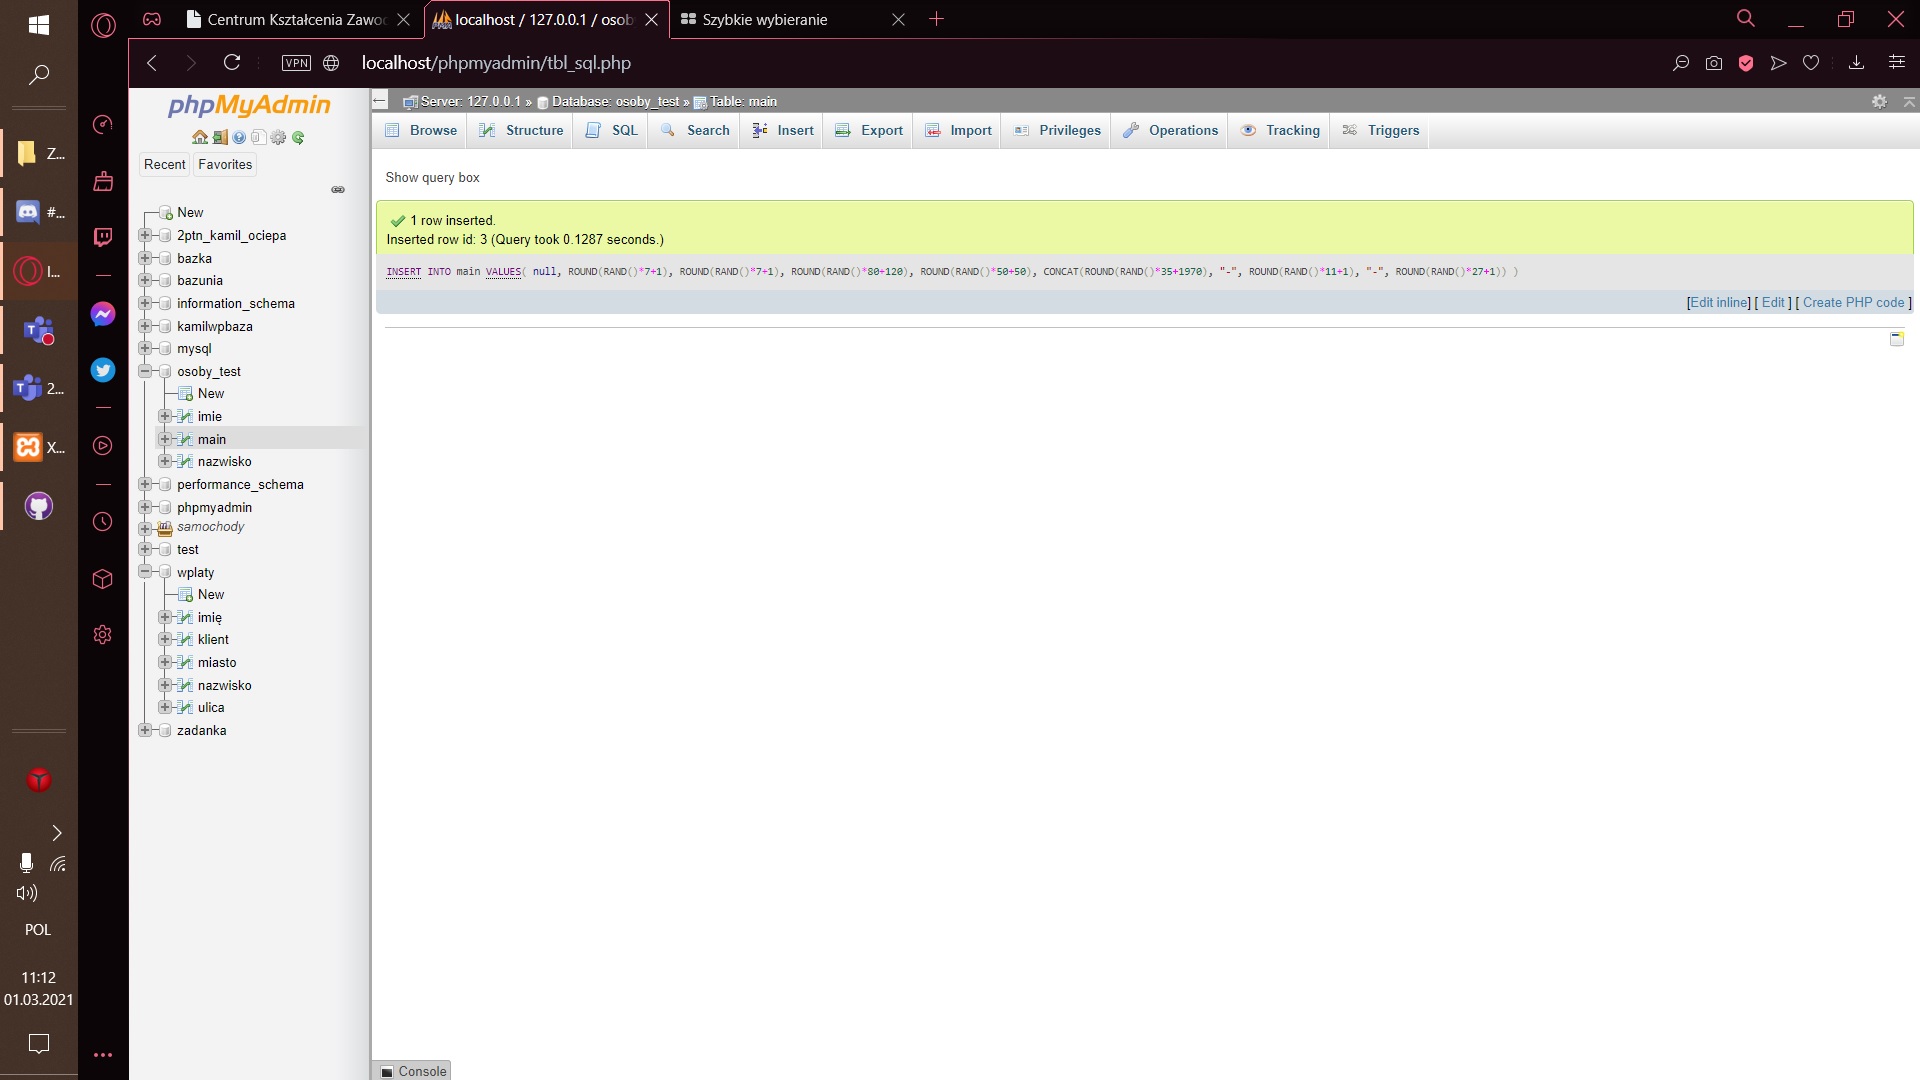 Centrum Kształcenia Zawoc
localhost / 127.0.0.1 / osob
Szybkie wybieranie
VPN
localhost/phpmyadmin/tbl_sql.php
Z...
#...
I...
2...
X...
POL
11:12
01.03.2021
phpMyAdmin
Recent
Favorites
New
2ptn_kamil_ociepa
bazka
bazunia
information_schema
kamilwpbaza
mysql
osoby_test
New
imie
main
nazwisko
performance_schema
phpmyadmin
samochody
test
wplaty
New
imię
klient
miasto
nazwisko
ulica
zadanka
Server: 127.0.0.1 » Database: osoby_test » Table: main
Browse Structure SQL Search Insert Export Import Privileges Operations Tracking Triggers
Show query box
1 row inserted.
Inserted row id: 3 (Query took 0.1287 seconds.)
INSERT INTO main VALUES( null, ROUND(RAND()*7+1), ROUND(RAND()*7+1), ROUND(RAND()*80+120), ROUND(RAND()*50+50), CONCAT(ROUND(RAND()*35+1970), "-", ROUND(RAND()*11+1), "-", ROUND(RAND()*27+1)) )
[Edit inline] [ Edit ] [ Create PHP code ]
Console